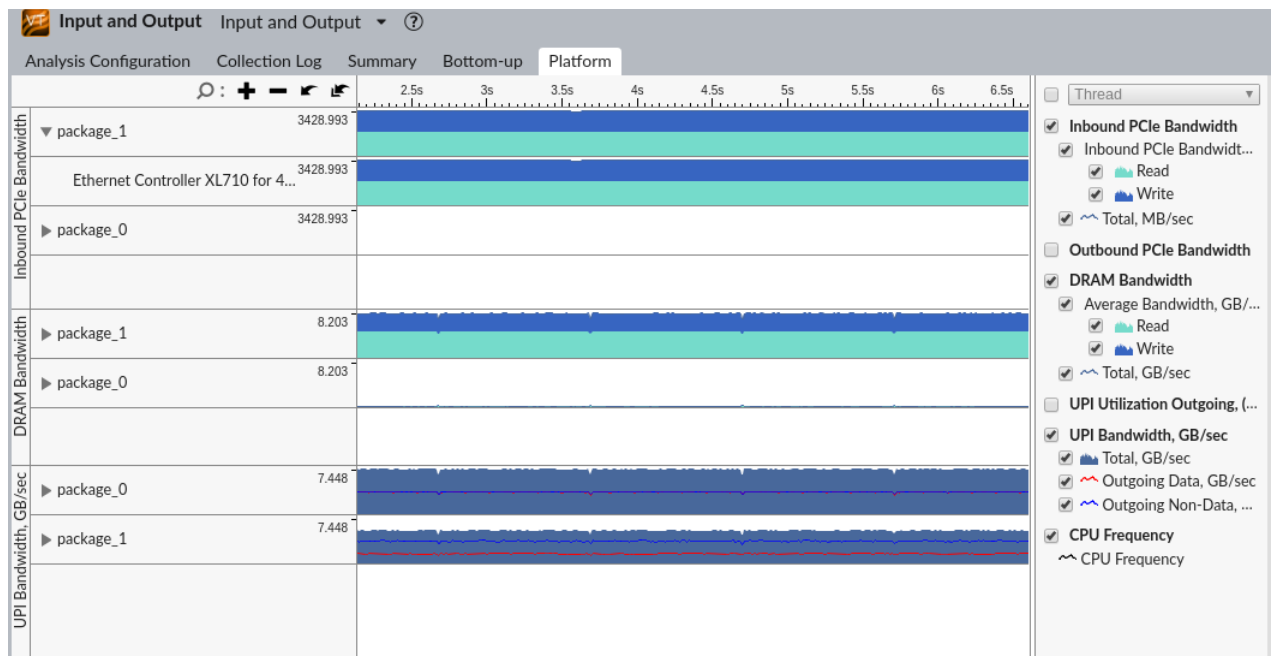 Input and Output Input and Output
Analysis Configuration Collection Log Summary Bottom-up Platform
2.5s 3s 3.5s 4s 4.5s 5s 5.5s 6s 6.5s
Inbound PCIe Bandwidth
package_1 3428.993
Ethernet Controller XL710 for 4... 3428.993
package_0 3428.993
DRAM Bandwidth
package_1 8.203
package_0 8.203
UPI Bandwidth, GB/sec
package_0 7.448
package_1 7.448
Thread
Inbound PCIe Bandwidth
Inbound PCIe Bandwidt...
Read
Write
Total, MB/sec
Outbound PCIe Bandwidth
DRAM Bandwidth
Average Bandwidth, GB/...
Read
Write
Total, GB/sec
UPI Utilization Outgoing, (...
UPI Bandwidth, GB/sec
Total, GB/sec
Outgoing Data, GB/sec
Outgoing Non-Data, ...
CPU Frequency
CPU Frequency